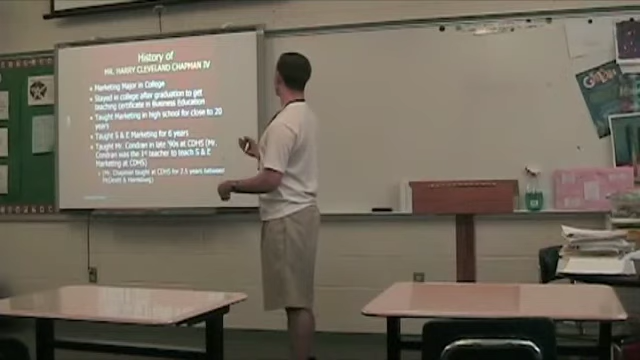 History of
MR. HARRY CLEVELAND CHAPMAN IV
Marketing Major in College
Stayed in college after graduation to get
teaching certificate in Business Education
Taught Marketing in high school for close to 20
years
Taught S & E Marketing for 6 years
Taught Mr. Condran in late '90s at CDHS (Mr.
Condran was the 1st teacher to teach S & E
Marketing at CDHS)
(Mr. Chapman taught at CDHS for 7.5 years between